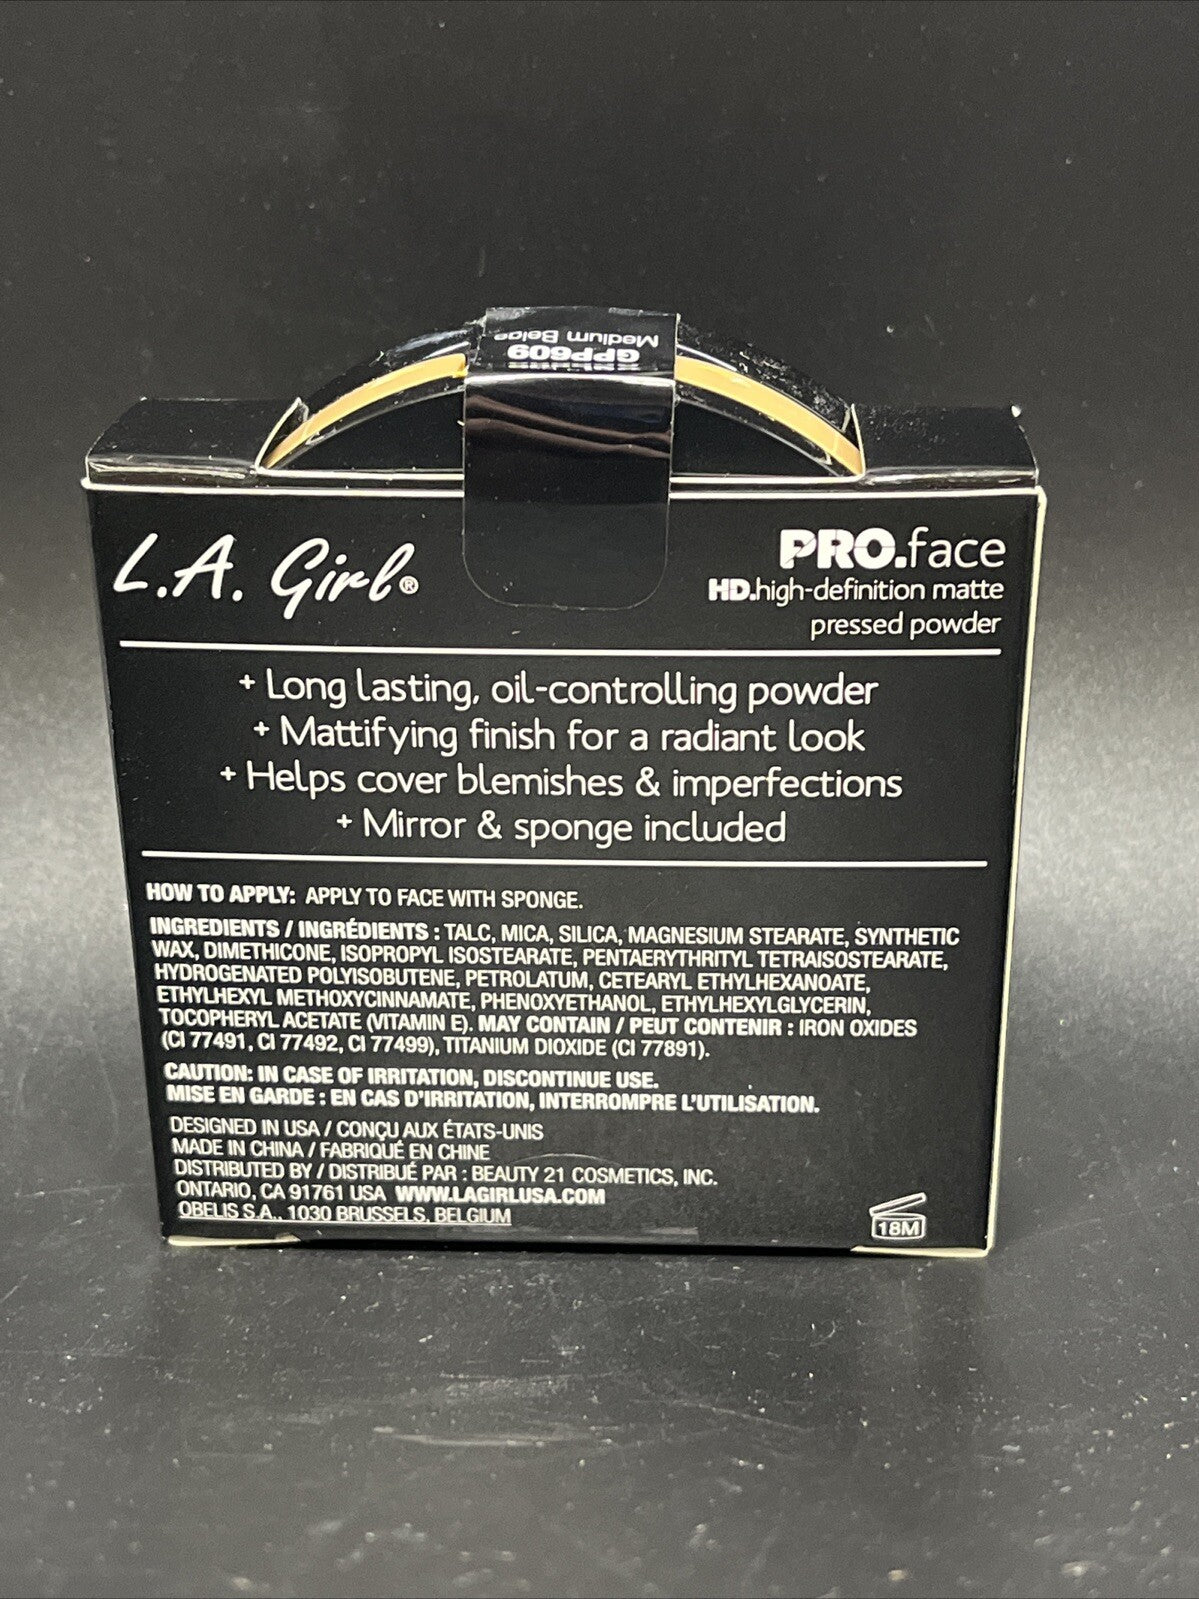 GPP609
Medium Beige
L.A. Girl®
PRO.face
HD.high-definition matte
pressed powder
+ Long lasting, oil-controlling powder
+ Mattifying finish for a radiant look
+ Helps cover blemishes & imperfections
+ Mirror & sponge included
HOW TO APPLY: APPLY TO FACE WITH SPONGE.
INGREDIENTS / INGRÉDIENTS : TALC, MICA, SILICA, MAGNESIUM STEARATE, SYNTHETIC
WAX, DIMETHICONE, ISOPROPYL ISOSTEARATE, PENTAERYTHRITYL TETRAISOSTEARATE,
HYDROGENATED POLYISOBUTENE, PETROLATUM, CETEARYL ETHYLHEXANOATE,
ETHYLHEXYL METHOXYCINNAMATE, PHENOXYETHANOL, ETHYLHEXYLGLYCERIN,
TOCOPHERYL ACETATE (VITAMIN E). MAY CONTAIN / PEUT CONTENIR : IRON OXIDES
(CI 77491, CI 77492, CI 77499), TITANIUM DIOXIDE (CI 77891).
CAUTION: IN CASE OF IRRITATION, DISCONTINUE USE.
MISE EN GARDE : EN CAS D'IRRITATION, INTERROMPRE L'UTILISATION.
DESIGNED IN USA / CONÇU AUX ÉTATS-UNIS
MADE IN CHINA / FABRIQUÉ EN CHINE
DISTRIBUTED BY / DISTRIBUÉ PAR : BEAUTY 21 COSMETICS, INC.
ONTARIO, CA 91761 USA WWW.LAGIRLUSA.COM
OBELIS S.A., 1030 BRUSSELS, BELGIUM
18M